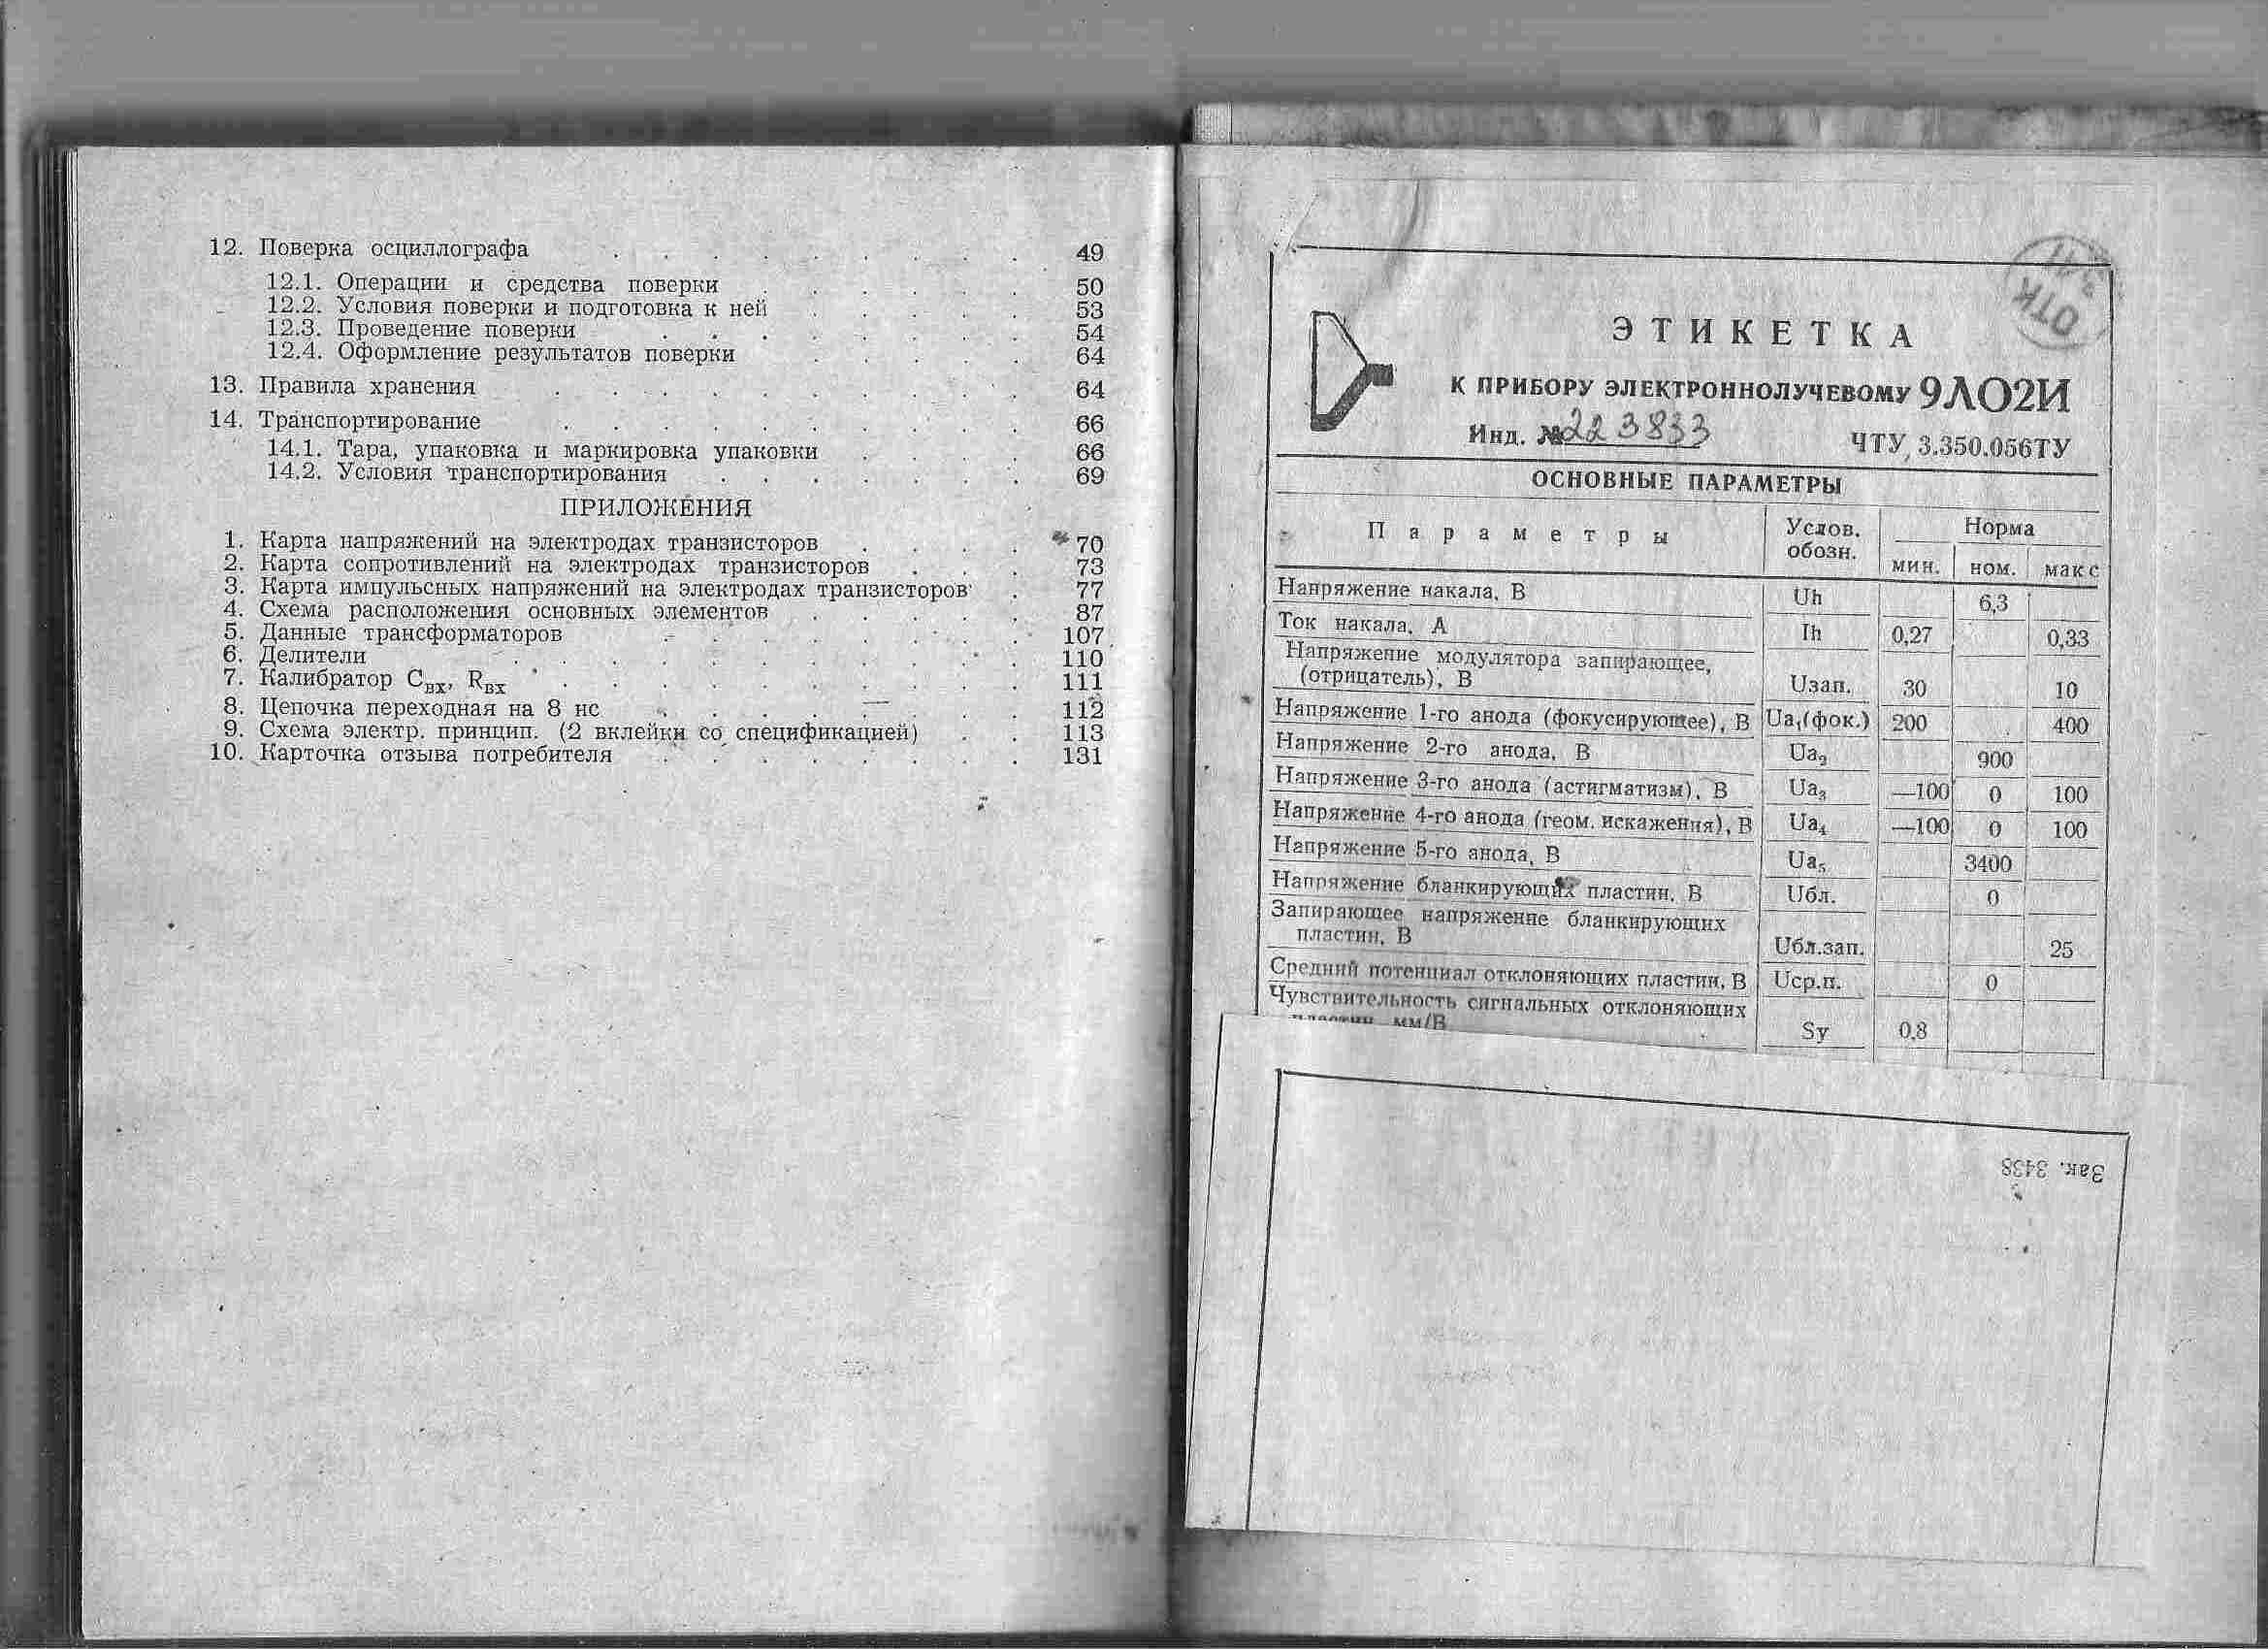 12. Поверка осциллографа . . . . . . . . . 49
12.1. Операции и средства поверки . . . . . . 50
12.2. Условия поверки и подготовка к ней . . . . . 53
12.3. Проведение поверки . . . . . . . . 54
12.4. Оформление результатов поверки . . . . . 64
13. Правила хранения . . . . . . . . . . 64
14. Транспортирование . . . . . . . . . . 66
14.1. Тара, упаковка и маркировка упаковки . . . . 66
14.2. Условия транспортирования . . . . . . . 69
ПРИЛОЖЕНИЯ
1. Карта напряжений на электродах транзисторов . . . . 70
2. Карта сопротивлений на электродах транзисторов . . . 73
3. Карта импульсных напряжений на электродах транзисторов . 77
4. Схема расположения основных элементов . . . . . 87
5. Данные трансформаторов . . . . . . . . 107
6. Делители . . . . . . . . . . . 110
7. Калибратор Cвх, Rвх . . . . . . . . . . 111
8. Цепочка переходная на 8 нс . . . . . . . . 112
9. Схема электр. принцип. (2 вклейки со спецификацией) . . 113
10. Карточка отзыва потребителя . . . . . . . . 131
ОТК
ЭТИКЕТКА
К ПРИБОРУ ЭЛЕКТРОННОЛУЧЕВОМУ 9ЛО2И
Инд. № 223833 ЧТУ 3.350.056ТУ
ОСНОВНЫЕ ПАРАМЕТРЫ
Параметры Услов. обозн. Норма
мин. ном. макс
Напряжение накала, В Uh 6,3
Ток накала, А Ih 0,27 0,33
Напряжение модулятора запирающее,
(отрицатель), В Uзап. 30 10
Напряжение 1-го анода (фокусирующее), В Ua₁(фок.) 200 400
Напряжение 2-го анода, В Ua₂ 900
Напряжение 3-го анода (астигматизм), В Ua₃ —100 0 100
Напряжение 4-го анода (геом. искажения), В Ua₄ —100 0 100
Напряжение 5-го анода, В Ua₅ 3400
Напряжение бланкирующих пластин, В Uбл. 0
Запирающее напряжение бланкирующих
пластин, В Uбл.зап. 25
Средний потенциал отклоняющих пластин, В Uср.п. 0
Чувствительность сигнальных отклоняющих
пластин мм/В Sу 0,8
Зак. 3438